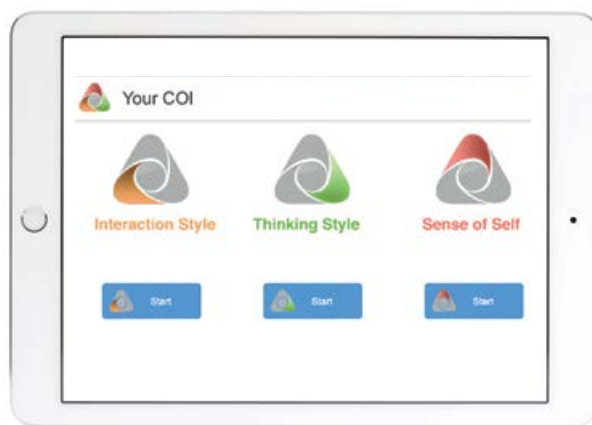 Your COI
Interaction Style
Thinking Style
Sense of Self
Start
Start
Start